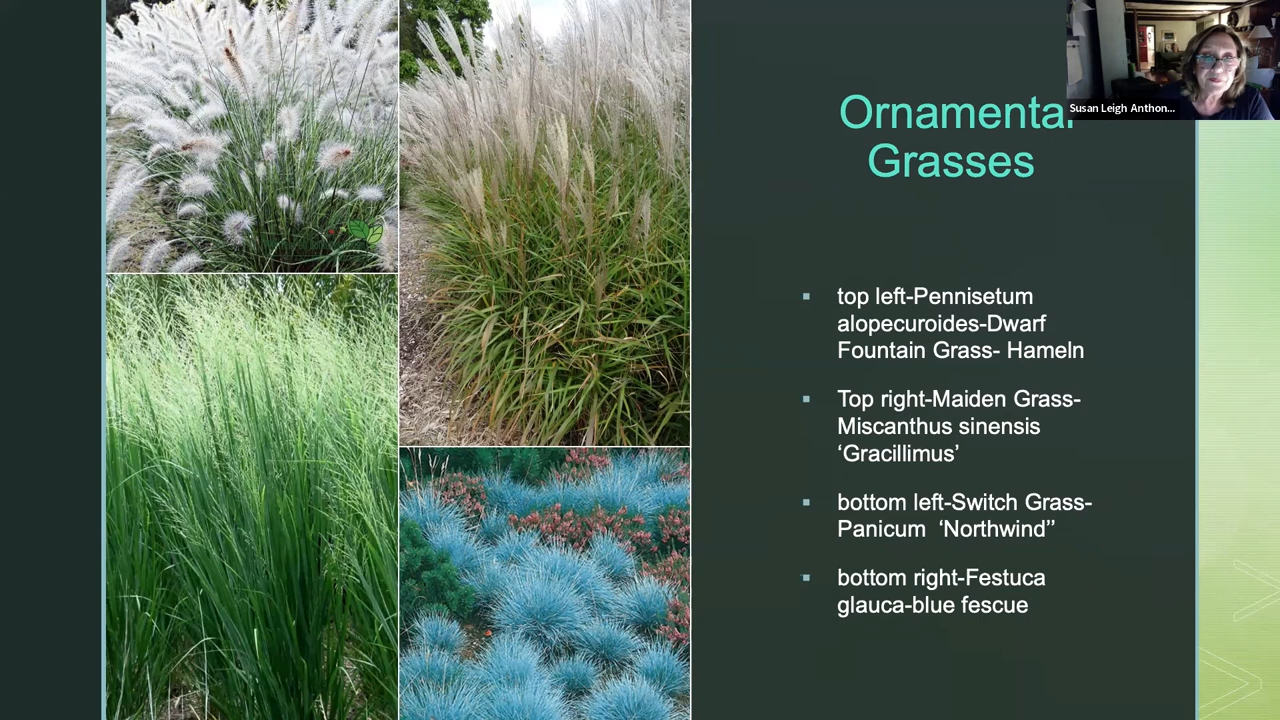 Susan Leigh Anthon...
Ornamental
Grasses
▪ top left-Pennisetum
alopecuroides-Dwarf
Fountain Grass- Hameln
▪ Top right-Maiden Grass-
Miscanthus sinensis
‘Gracillimus’
▪ bottom left-Switch Grass-
Panicum ‘Northwind’’
▪ bottom right-Festuca
glauca-blue fescue